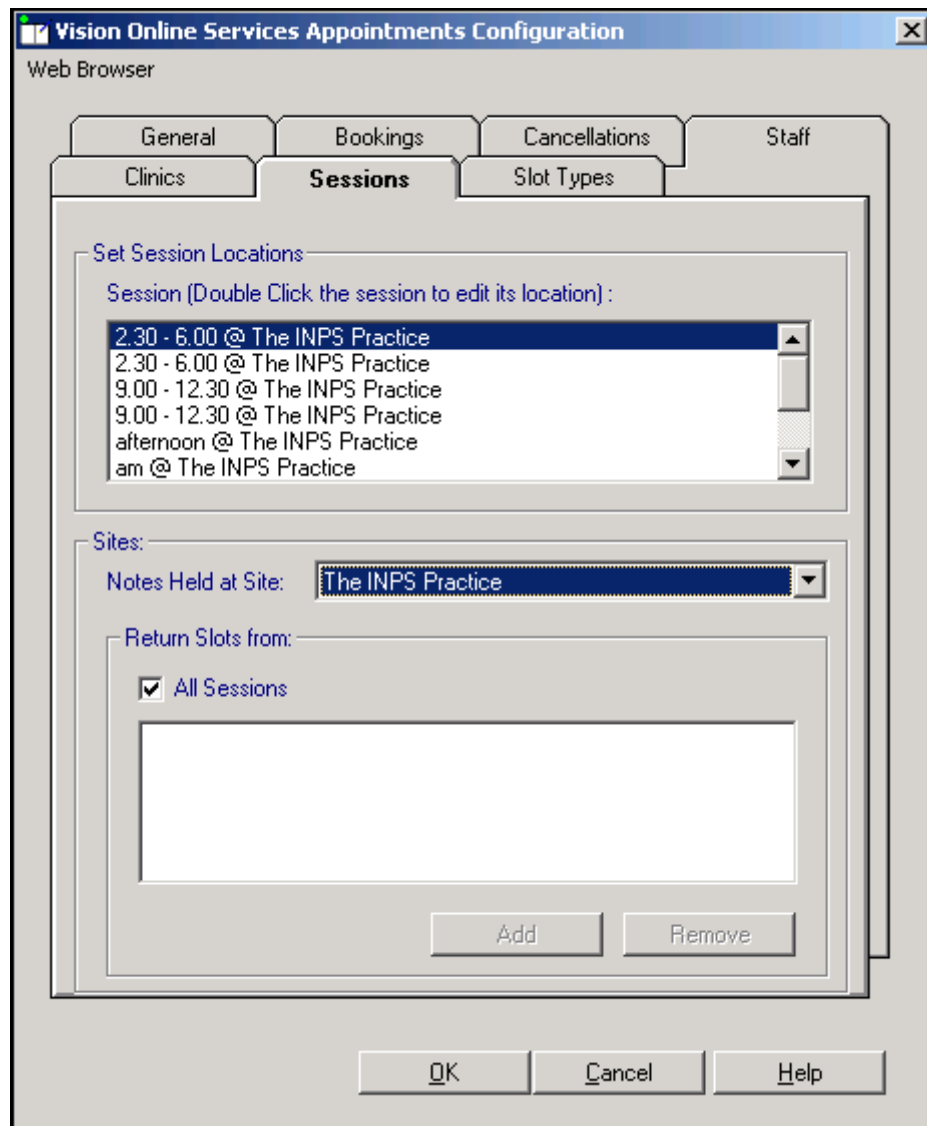 Vision Online Services Appointments Configuration
Web Browser
General Bookings Cancellations Staff
Clinics Sessions Slot Types
Set Session Locations
Session (Double Click the session to edit its location) :
2.30 - 6.00 @ The INPS Practice
2.30 - 6.00 @ The INPS Practice
9.00 - 12.30 @ The INPS Practice
9.00 - 12.30 @ The INPS Practice
afternoon @ The INPS Practice
am @ The INPS Practice
Sites:
Notes Held at Site: The INPS Practice
Return Slots from:
All Sessions
Add Remove
OK Cancel Help